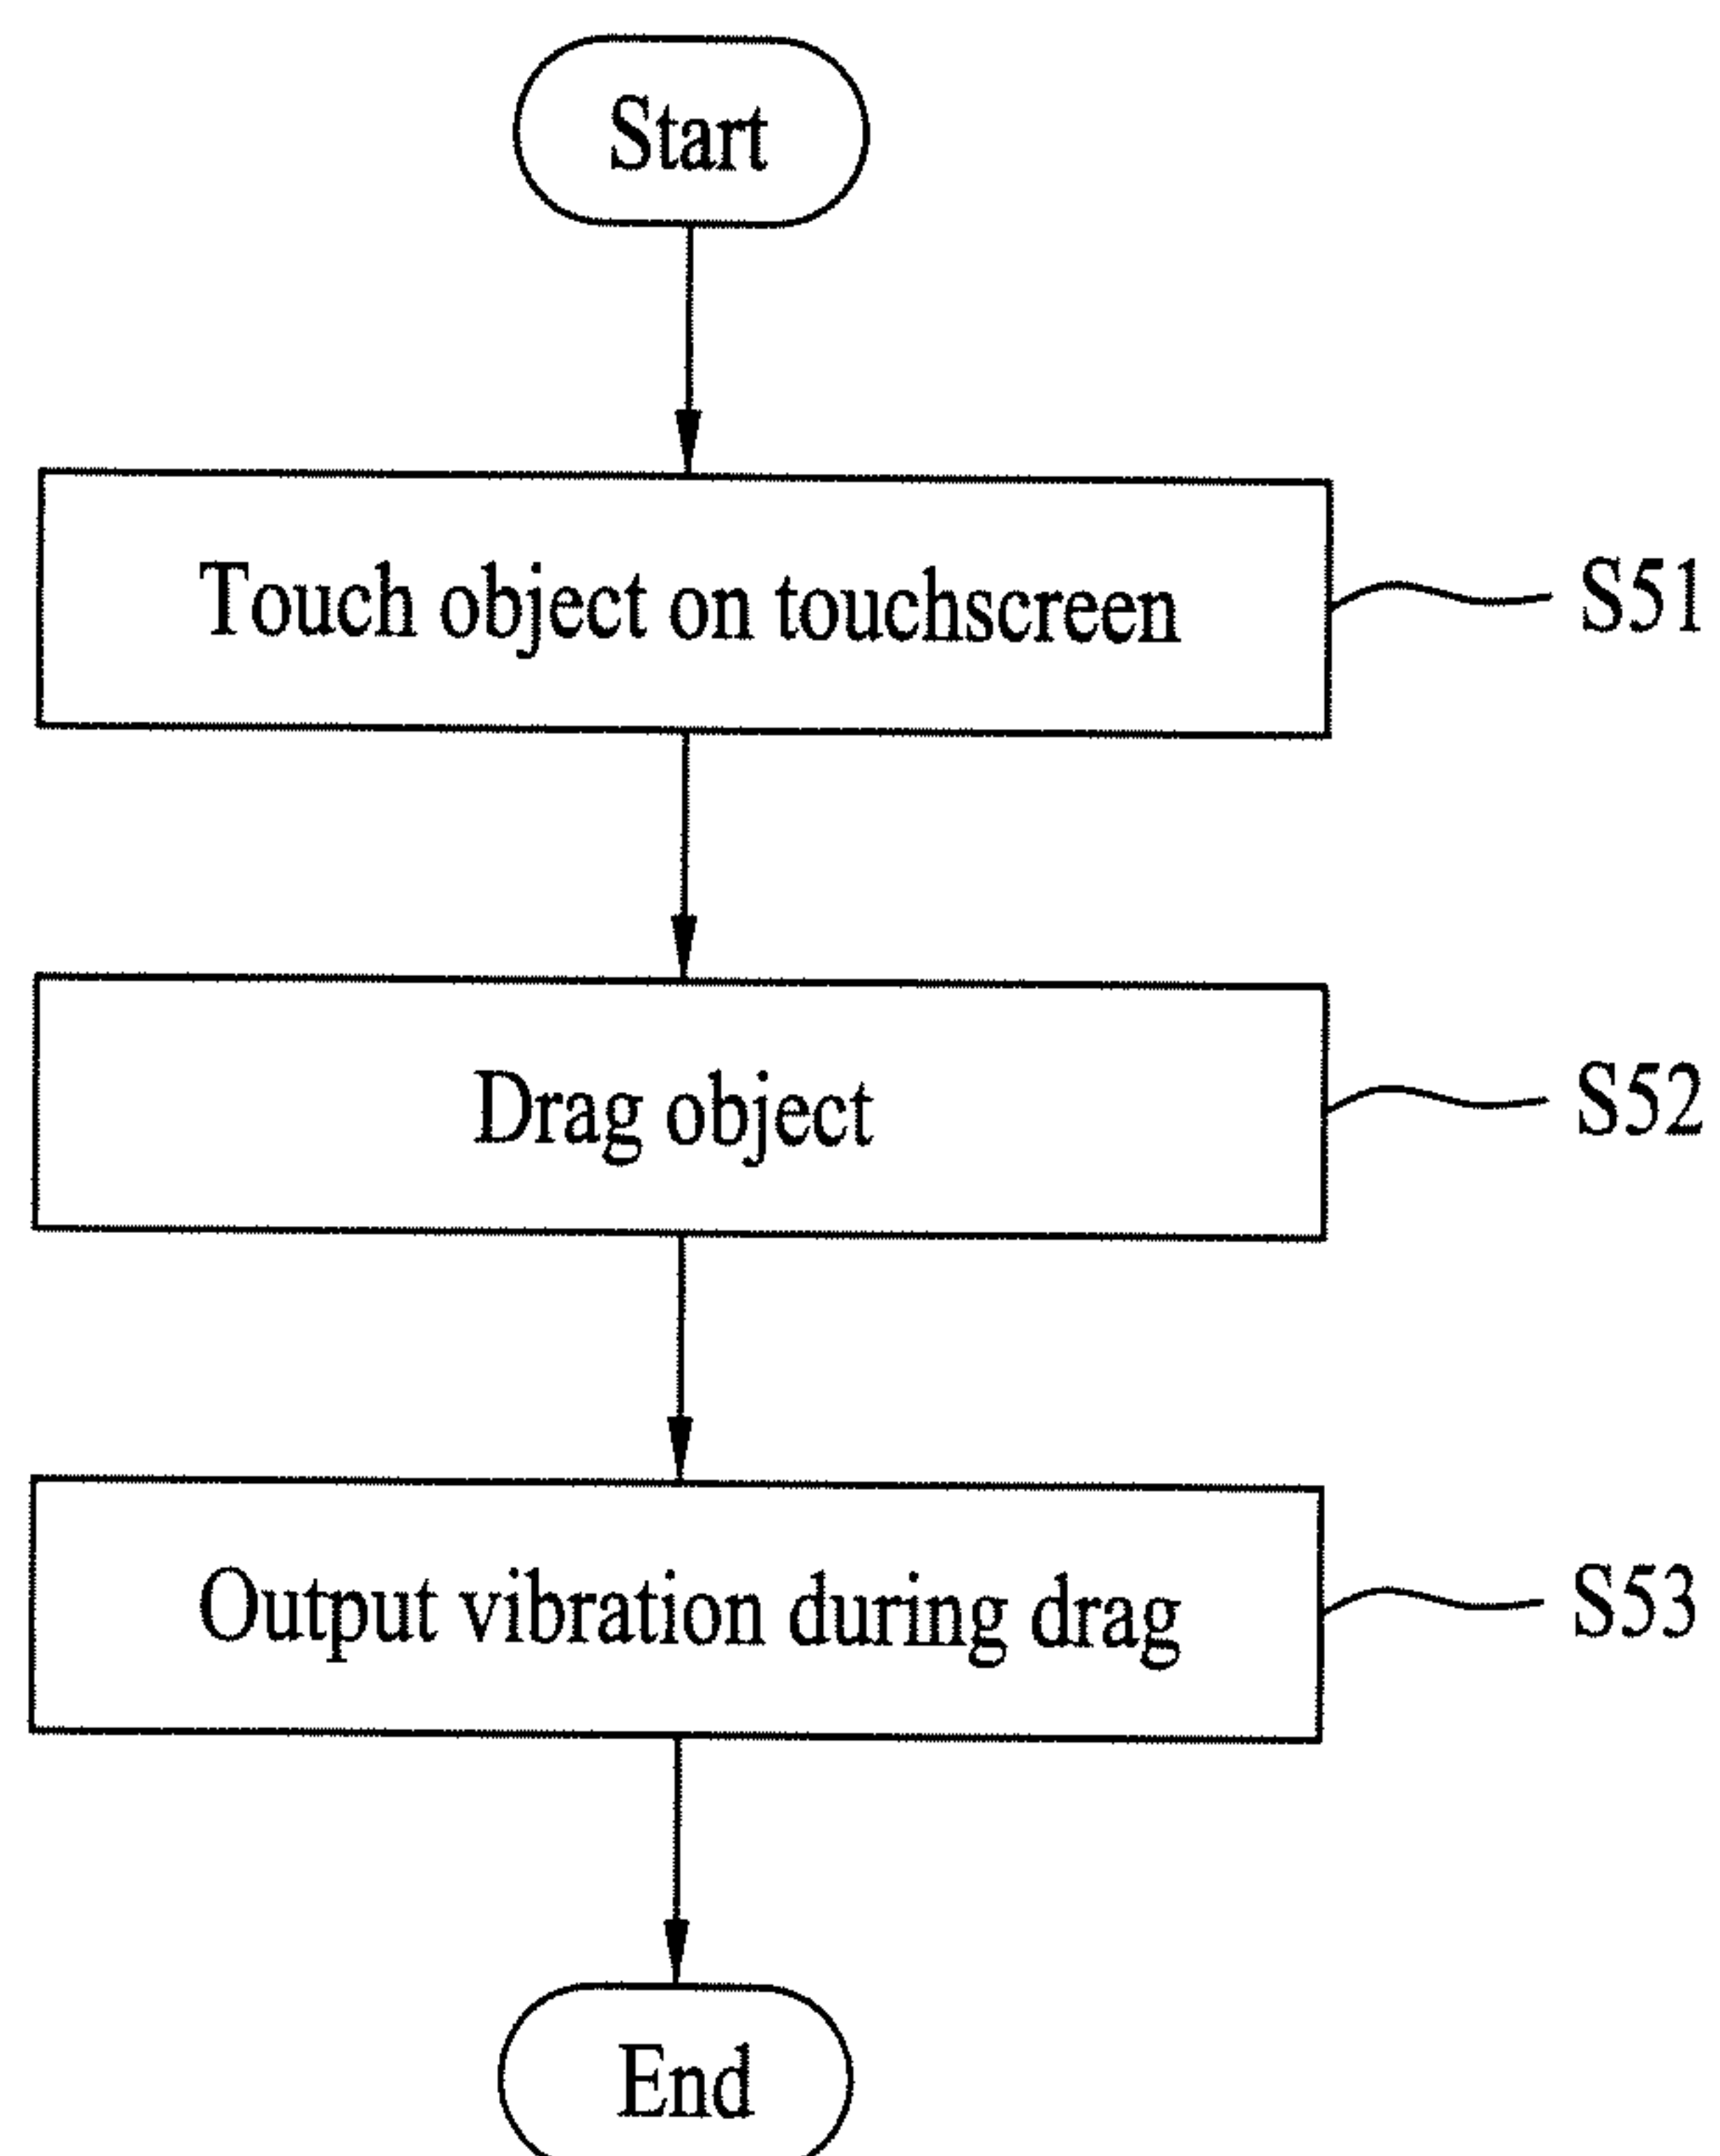 Start
Touch object on touchscreen
S51
Drag object
S52
Output vibration during drag
S53
End